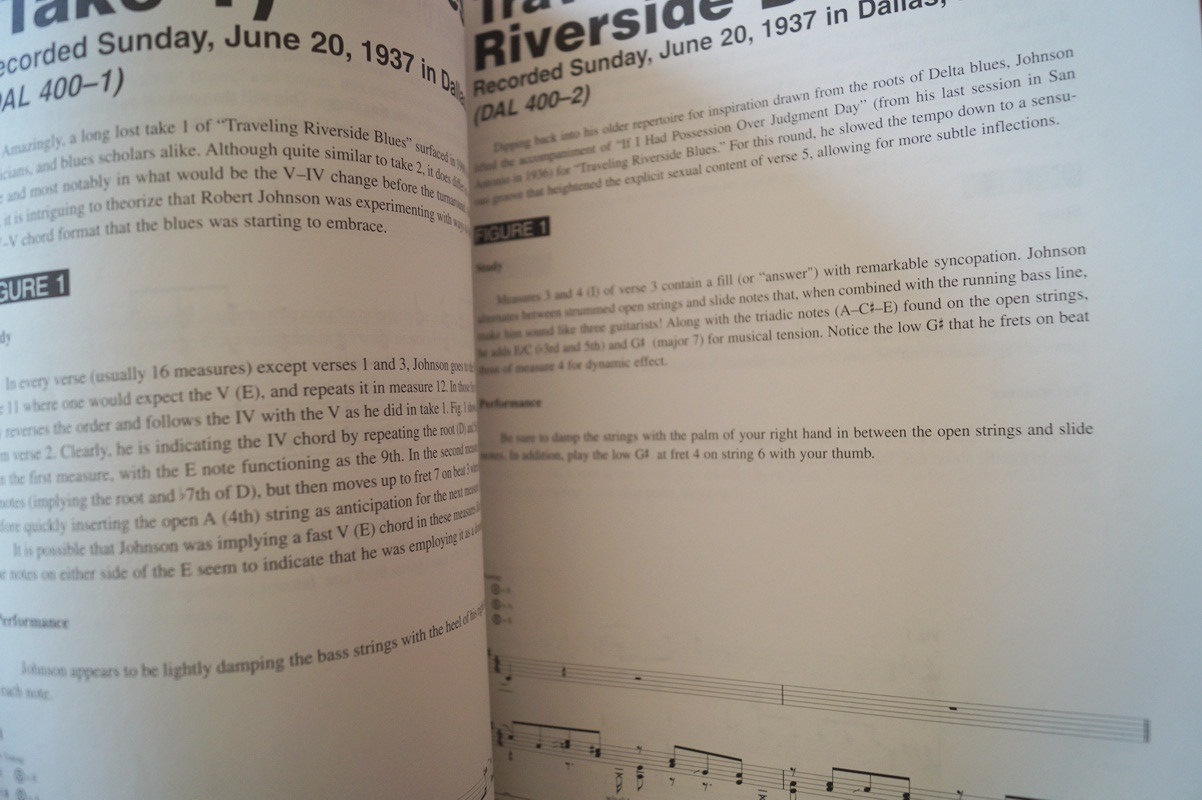 Take 1)
ecorded Sunday, June 20, 1937 in Dalla
DAL 400–1)
Amazingly, a long lost take 1 of “Traveling Riverside Blues” surfaced in
icians, and blues scholars alike. Although quite similar to take 2, it does
e and most notably in what would be the V–IV change before the turnaround
it is intriguing to theorize that Robert Johnson was experimenting with
–V chord format that the blues was starting to embrace.
GURE 1
dy
In every verse (usually 16 measures) except verses 1 and 3, Johnson goes to the
e 11 where one would expect the V (E), and repeats it in measure 12. In those
reverses the order and follows the IV with the V as he did in take 1. Fig. 1
m verse 2. Clearly, he is indicating the IV chord by repeating the root (D)
n the first measure, with the E note functioning as the 9th. In the second
notes (implying the root and ♭7th of D), but then moves up to fret 7 on beat 3
fore quickly inserting the open A (4th) string as anticipation for the next
It is possible that Johnson was implying a fast V (E) chord in these measures
e notes on either side of the E seem to indicate that he was employing it as a
Performance
Johnson appears to be lightly damping the bass strings with the heel of his
each note.
Tra
Riverside B
Recorded Sunday, June 20, 1937 in Dallas,
(DAL 400–2)
Dipping back into his older repertoire for inspiration drawn from the roots of Delta blues, Johnson
lifted the accompaniment of “If I Had Possession Over Judgment Day” (from his last session in San
Antonio in 1936) for “Traveling Riverside Blues.” For this round, he slowed the tempo down to a sensu-
ous groove that heightened the explicit sexual content of verse 5, allowing for more subtle inflections.
FIGURE 1
Study
Measures 3 and 4 (I) of verse 3 contain a fill (or “answer”) with remarkable syncopation. Johnson
alternates between strummed open strings and slide notes that, when combined with the running bass line,
make him sound like three guitarists! Along with the triadic notes (A–C♯–E) found on the open strings,
he adds E/C (♭3rd and 5th) and G♯ (major 7) for musical tension. Notice the low G♯ that he frets on beat
three of measure 4 for dynamic effect.
Performance
Be sure to damp the strings with the palm of your right hand in between the open strings and slide
notes. In addition, play the low G♯ at fret 4 on string 6 with your thumb.